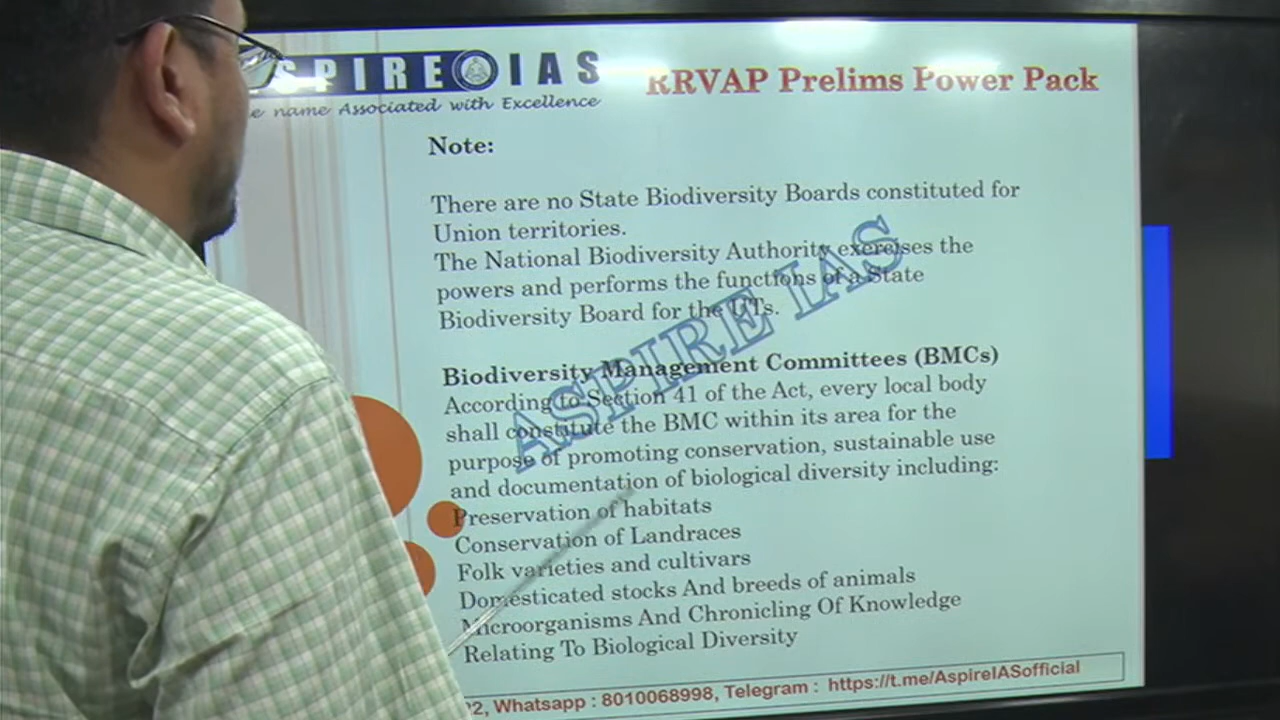 SPIRE IAS
name Associated with Excellence
RRVAP Prelims Power Pack
Note:
There are no State Biodiversity Boards constituted for
Union territories.
The National Biodiversity Authority exercises the
powers and performs the functions of a State
Biodiversity Board for the UTs.
Biodiversity Management Committees (BMCs)
According to Section 41 of the Act, every local body
shall constitute the BMC within its area for the
purpose of promoting conservation, sustainable use
and documentation of biological diversity including:
Preservation of habitats
Conservation of Landraces
Folk varieties and cultivars
Domesticated stocks And breeds of animals
Microorganisms And Chronicling Of Knowledge
Relating To Biological Diversity
ASPIRE IAS
2, Whatsapp : 8010068998, Telegram : https://t.me/AspireIASofficial